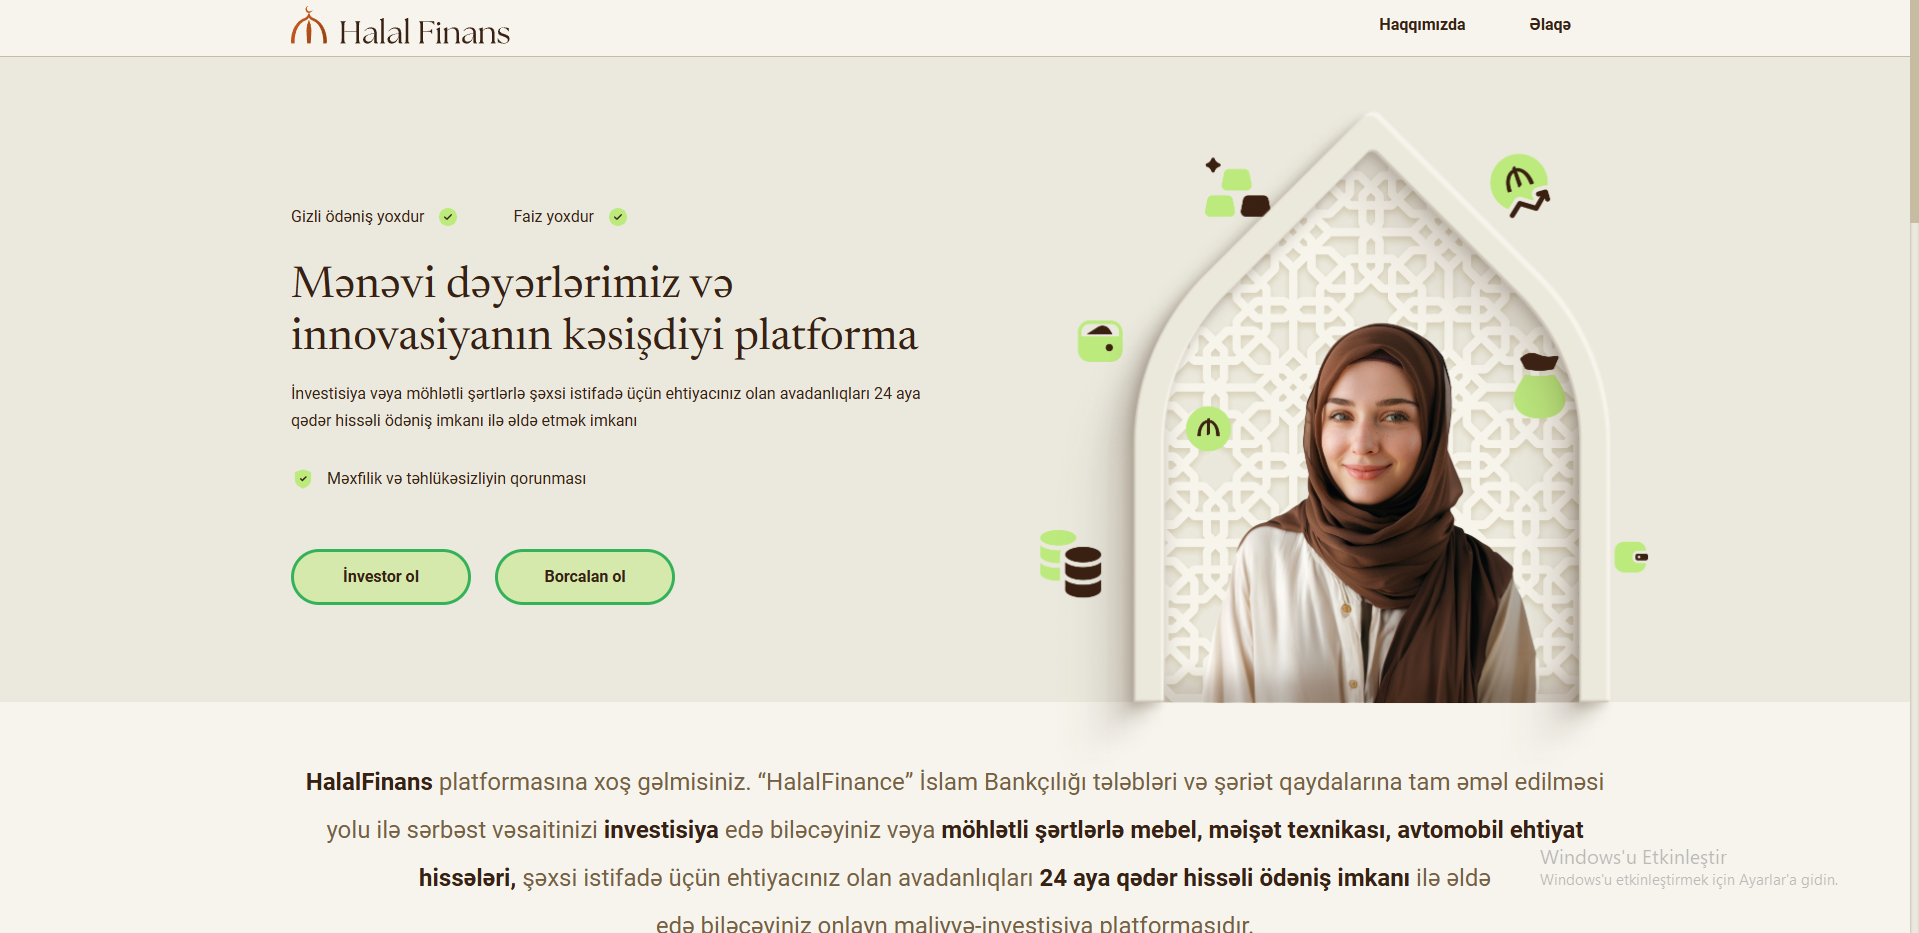 Halal Finans
Haqqımızda
Əlaqə
Gizli ödəniş yoxdur
Faiz yoxdur
Mənəvi dəyərlərimiz və
innovasiyanın kəsişdiyi platforma
İnvestisiya vəya möhlətli şərtlərlə şəxsi istifadə üçün ehtiyacınız olan avadanlıqları 24 aya
qədər hissəli ödəniş imkanı ilə əldə etmək imkanı
Məxfilik və təhlükəsizliyin qorunması
İnvestor ol
Borcalan ol
HalalFinans platformasına xoş gəlmisiniz. “HalalFinance” İslam Bankçılığı tələbləri və şəriət qaydalarına tam əməl edilməsi
yolu ilə sərbəst vəsaitinizi investisiya edə biləcəyiniz vəya möhlətli şərtlərlə mebel, məişət texnikası, avtomobil ehtiyat
hissələri, şəxsi istifadə üçün ehtiyacınız olan avadanlıqları 24 aya qədər hissəli ödəniş imkanı ilə əldə
edə biləcəyiniz onlayn maliyyə-investisiya platformasıdır.
Windows'u Etkinleştir
Windows'u etkinleştirmek için Ayarlar'a gidin.